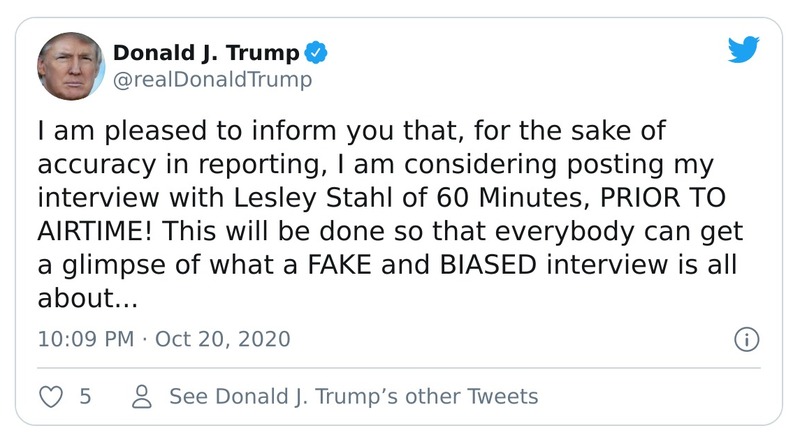 Donald J. Trump
@realDonaldTrump
I am pleased to inform you that, for the sake of
accuracy in reporting, I am considering posting my
interview with Lesley Stahl of 60 Minutes, PRIOR TO
AIRTIME! This will be done so that everybody can get
a glimpse of what a FAKE and BIASED interview is all
about...
10:09 PM · Oct 20, 2020
5 See Donald J. Trump’s other Tweets